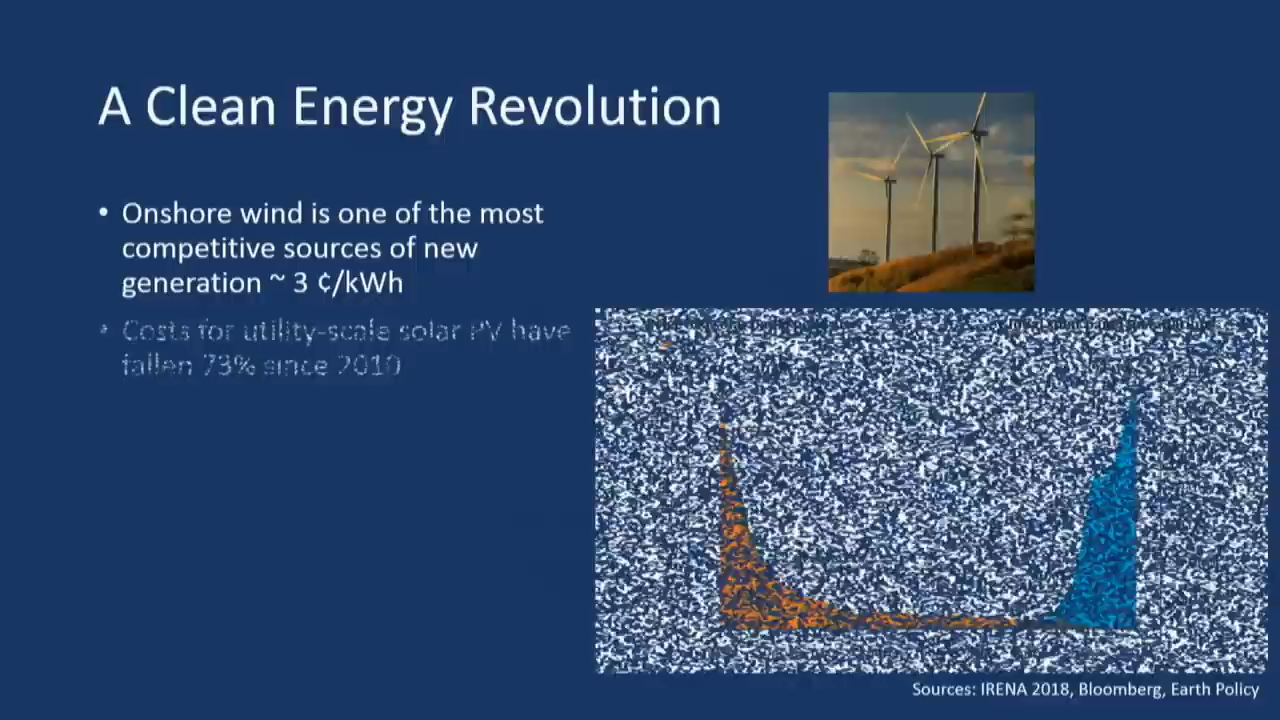 A Clean Energy Revolution
• Onshore wind is one of the most
competitive sources of new
generation ~ 3 ¢/kWh
• Costs for utility-scale solar PV have
fallen 73% since 2010
Sources: IRENA 2018, Bloomberg, Earth Policy